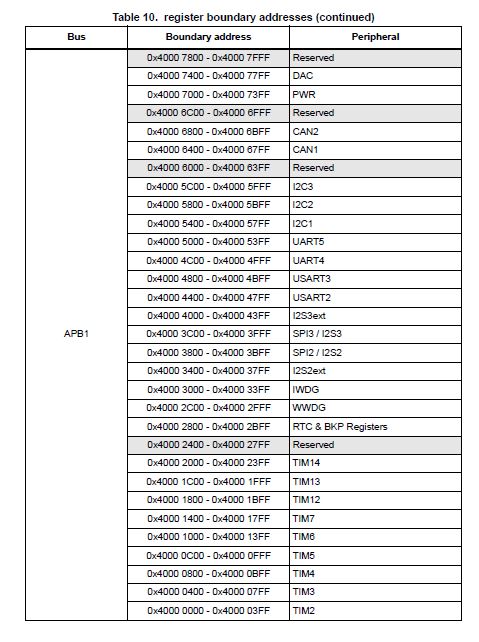 Table 10. register boundary addresses (continued)
Bus Boundary address Peripheral
0x4000 7800 - 0x4000 7FFF Reserved
0x4000 7400 - 0x4000 77FF DAC
0x4000 7000 - 0x4000 73FF PWR
0x4000 6C00 - 0x4000 6FFF Reserved
0x4000 6800 - 0x4000 6BFF CAN2
0x4000 6400 - 0x4000 67FF CAN1
0x4000 6000 - 0x4000 63FF Reserved
0x4000 5C00 - 0x4000 5FFF I2C3
0x4000 5800 - 0x4000 5BFF I2C2
0x4000 5400 - 0x4000 57FF I2C1
0x4000 5000 - 0x4000 53FF UART5
0x4000 4C00 - 0x4000 4FFF UART4
0x4000 4800 - 0x4000 4BFF USART3
0x4000 4400 - 0x4000 47FF USART2
0x4000 4000 - 0x4000 43FF I2S3ext
APB1 0x4000 3C00 - 0x4000 3FFF SPI3 / I2S3
0x4000 3800 - 0x4000 3BFF SPI2 / I2S2
0x4000 3400 - 0x4000 37FF I2S2ext
0x4000 3000 - 0x4000 33FF IWDG
0x4000 2C00 - 0x4000 2FFF WWDG
0x4000 2800 - 0x4000 2BFF RTC & BKP Registers
0x4000 2400 - 0x4000 27FF Reserved
0x4000 2000 - 0x4000 23FF TIM14
0x4000 1C00 - 0x4000 1FFF TIM13
0x4000 1800 - 0x4000 1BFF TIM12
0x4000 1400 - 0x4000 17FF TIM7
0x4000 1000 - 0x4000 13FF TIM6
0x4000 0C00 - 0x4000 0FFF TIM5
0x4000 0800 - 0x4000 0BFF TIM4
0x4000 0400 - 0x4000 07FF TIM3
0x4000 0000 - 0x4000 03FF TIM2